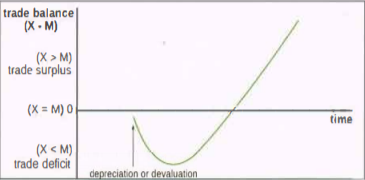 trade balance
(X - M)
(X > M)
trade surplus
(X = M) 0
time
(X < M)
trade deficit
depreciation or devaluation